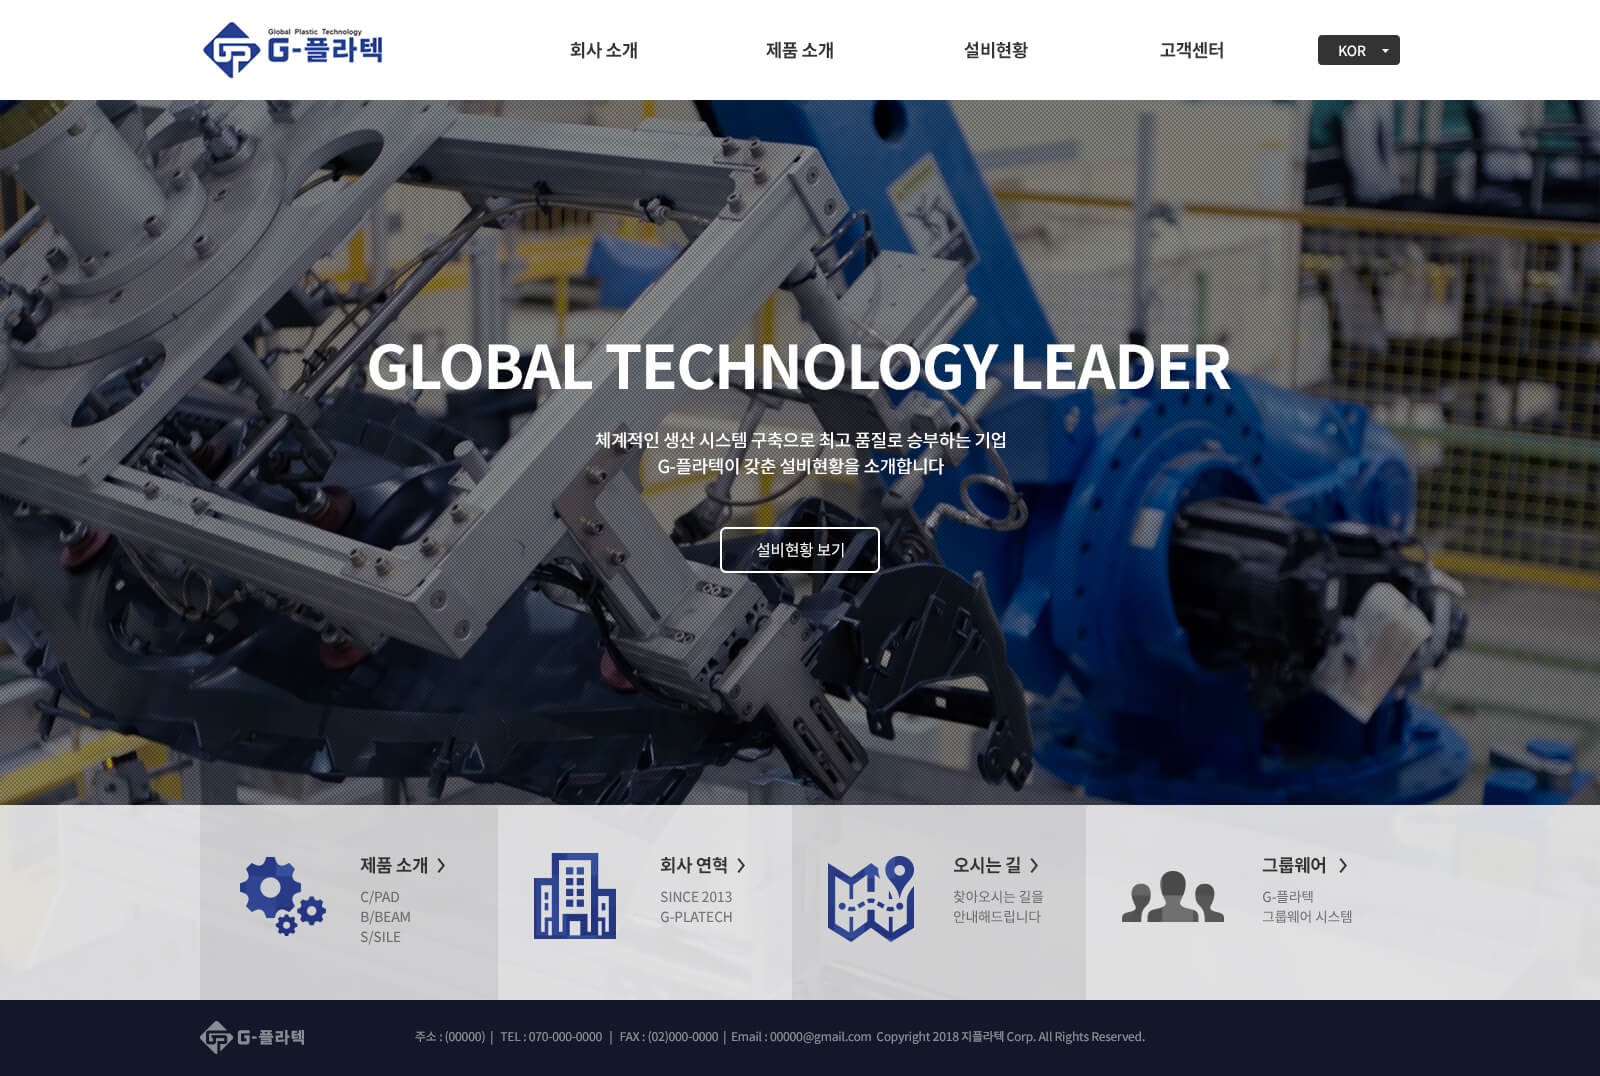 Global Plastic Technology
G-플라텍
회사 소개
제품 소개
설비현황
고객센터
KOR
GLOBAL TECHNOLOGY LEADER
체계적인 생산 시스템 구축으로 최고 품질로 승부하는 기업
G-플라텍이 갖춘 설비현황을 소개합니다
설비현황 보기
제품 소개
C/PAD
B/BEAM
S/SILE
회사 연혁
SINCE 2013
G-PLATECH
오시는 길
찾아오시는 길을
안내해드립니다
그룹웨어
G-플라텍
그룹웨어 시스템
G-플라텍
주소 : (00000) | TEL : 070-000-0000 | FAX : (02)000-0000 | Email : 00000@gmail.com Copyright 2018 지플라텍 Corp. All Rights Reserved.